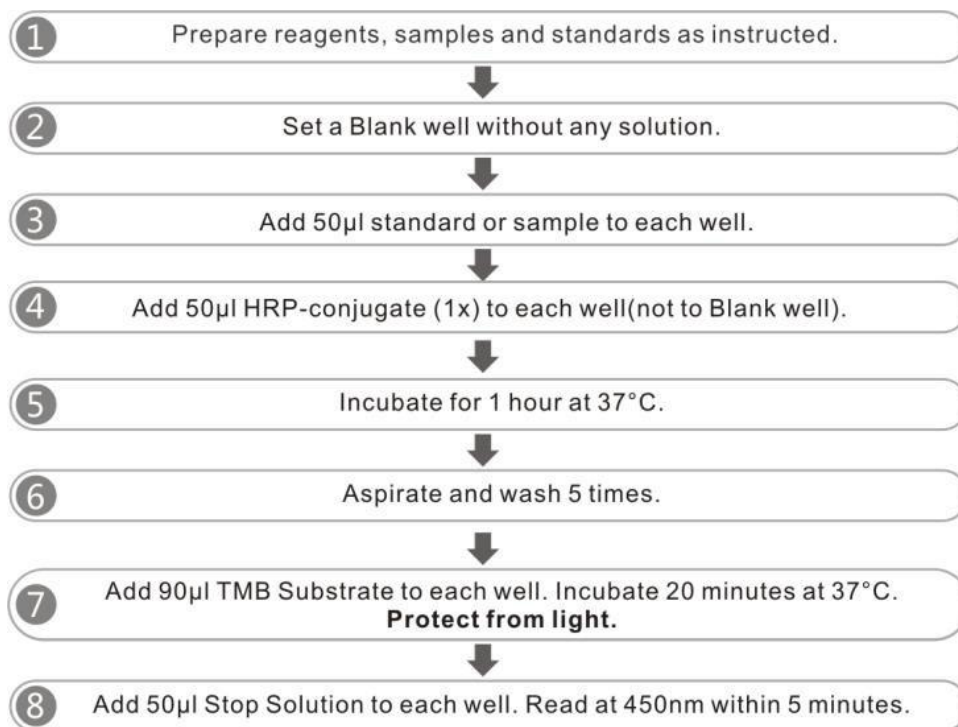 1 Prepare reagents, samples and standards as instructed.
2 Set a Blank well without any solution.
3 Add 50µl standard or sample to each well.
4 Add 50µl HRP-conjugate (1x) to each well(not to Blank well).
5 Incubate for 1 hour at 37°C.
6 Aspirate and wash 5 times.
7 Add 90µl TMB Substrate to each well. Incubate 20 minutes at 37°C.
Protect from light.
8 Add 50µl Stop Solution to each well. Read at 450nm within 5 minutes.